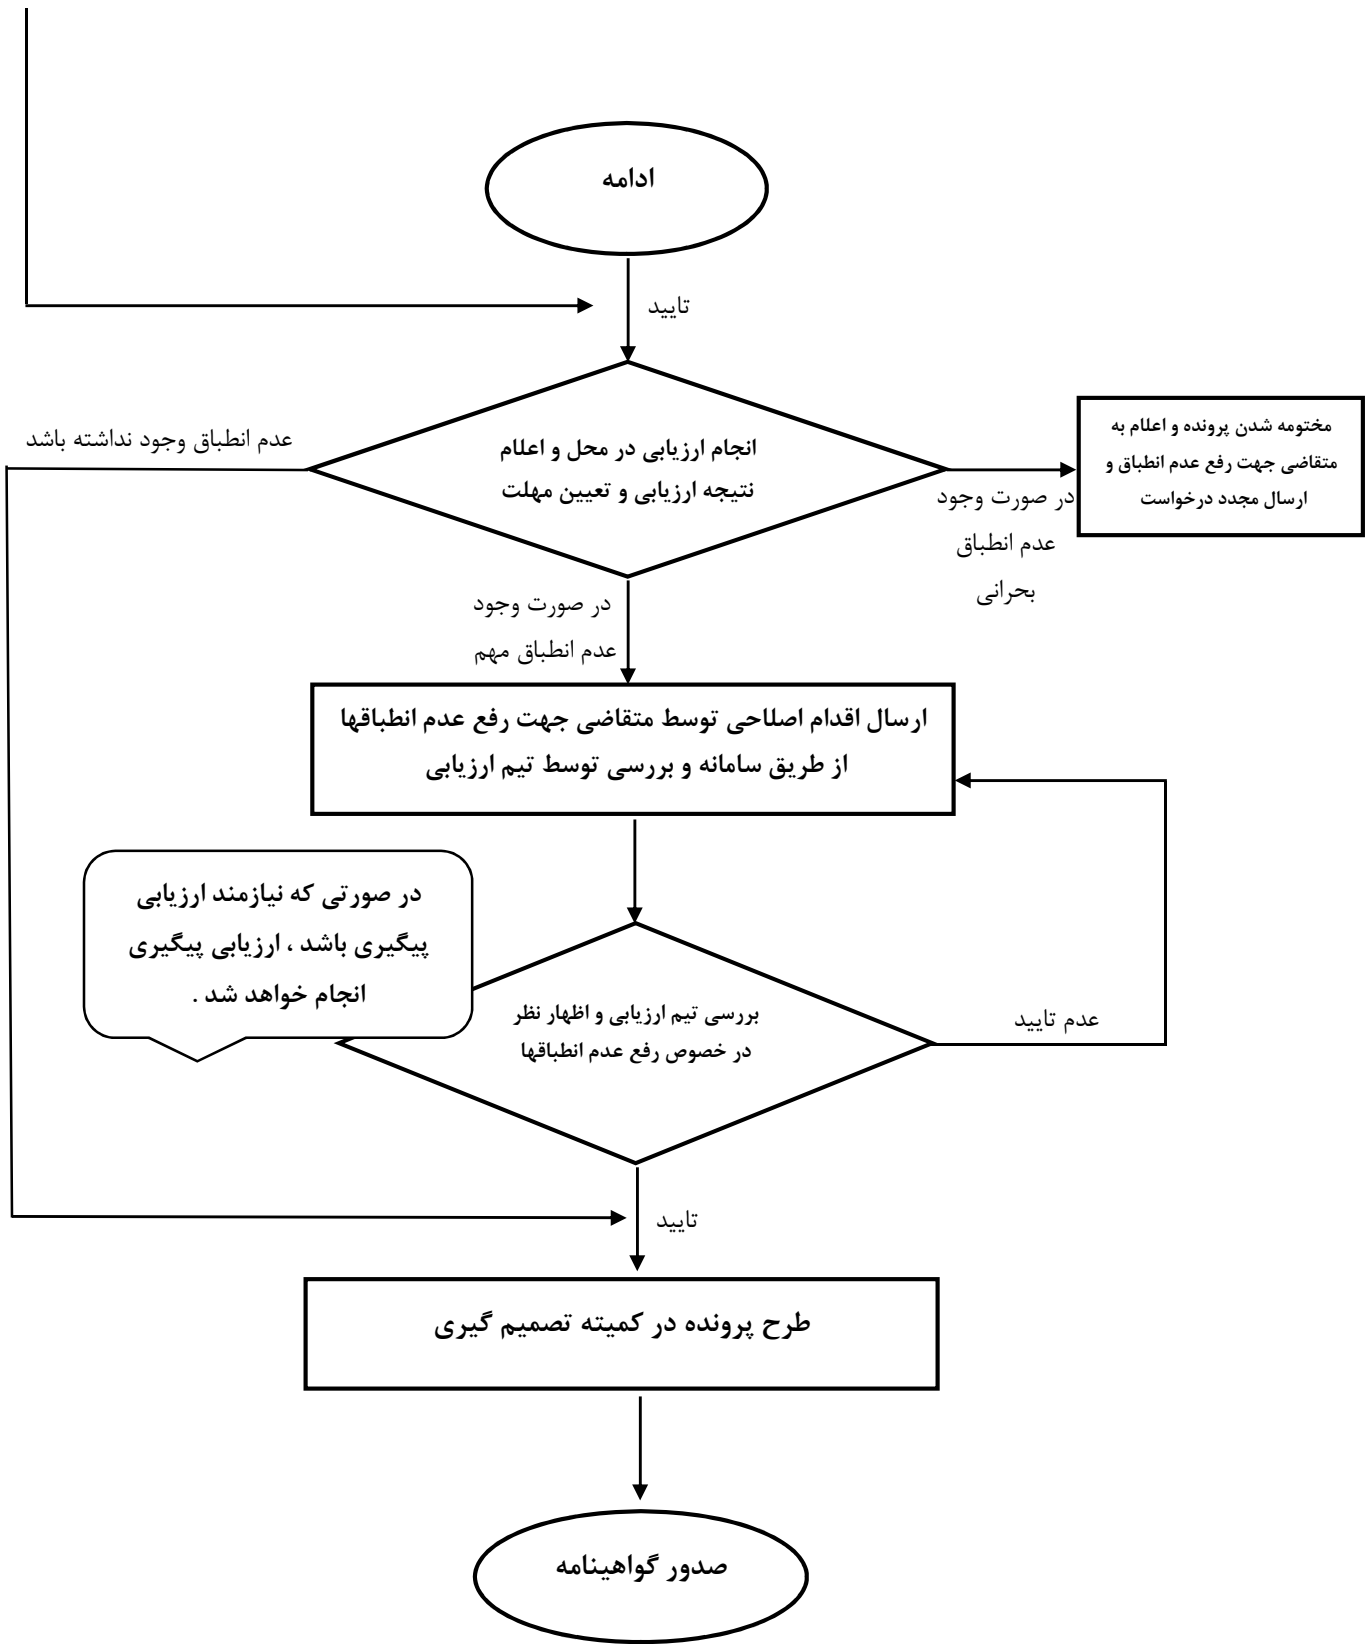 ادامه
تایید
عدم انطباق وجود نداشته باشد
انجام ارزیابی در محل و اعلام
نتیجه ارزیابی و تعیین مهلت
مختومه شدن پرونده و اعلام به
متقاضی جهت رفع عدم انطباق و
ارسال مجدد درخواست
در صورت وجود
عدم انطباق
بحرانی
در صورت وجود
عدم انطباق مهم
ارسال اقدام اصلاحی توسط متقاضی جهت رفع عدم انطباقها
از طریق سامانه و بررسی توسط تیم ارزیابی
در صورتی که نیازمند ارزیابی
پیگیری باشد ، ارزیابی پیگیری
انجام خواهد شد .
بررسی تیم ارزیابی و اظهار نظر
در خصوص رفع عدم انطباقها
عدم تایید
تایید
طرح پرونده در کمیته تصمیم گیری
صدور گواهینامه